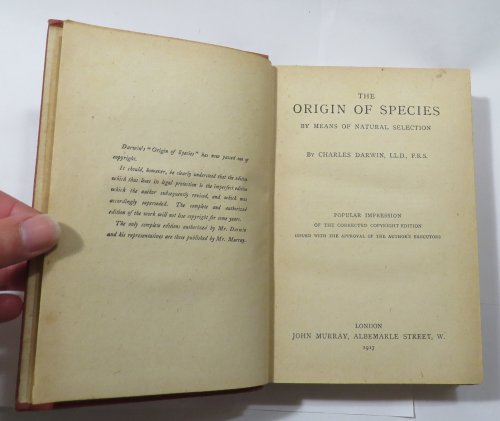 Darwin's "Origin of Species" has now passed out of
copyright.
It should, however, be clearly understood that the edition
which thus loses its legal protection is the imperfect edition
which the author subsequently revised, and which was
accordingly superseded. The complete and authorized
edition of the work will not lose copyright for some years.
The only complete editions authorized by Mr. Darwin
and his representatives are those published by Mr. Murray.
THE
ORIGIN OF SPECIES
BY MEANS OF NATURAL SELECTION
BY CHARLES DARWIN, LL.D., F.R.S.
POPULAR IMPRESSION
OF THE CORRECTED COPYRIGHT EDITION
ISSUED WITH THE APPROVAL OF THE AUTHOR'S EXECUTORS
LONDON
JOHN MURRAY, ALBEMARLE STREET, W.
1917